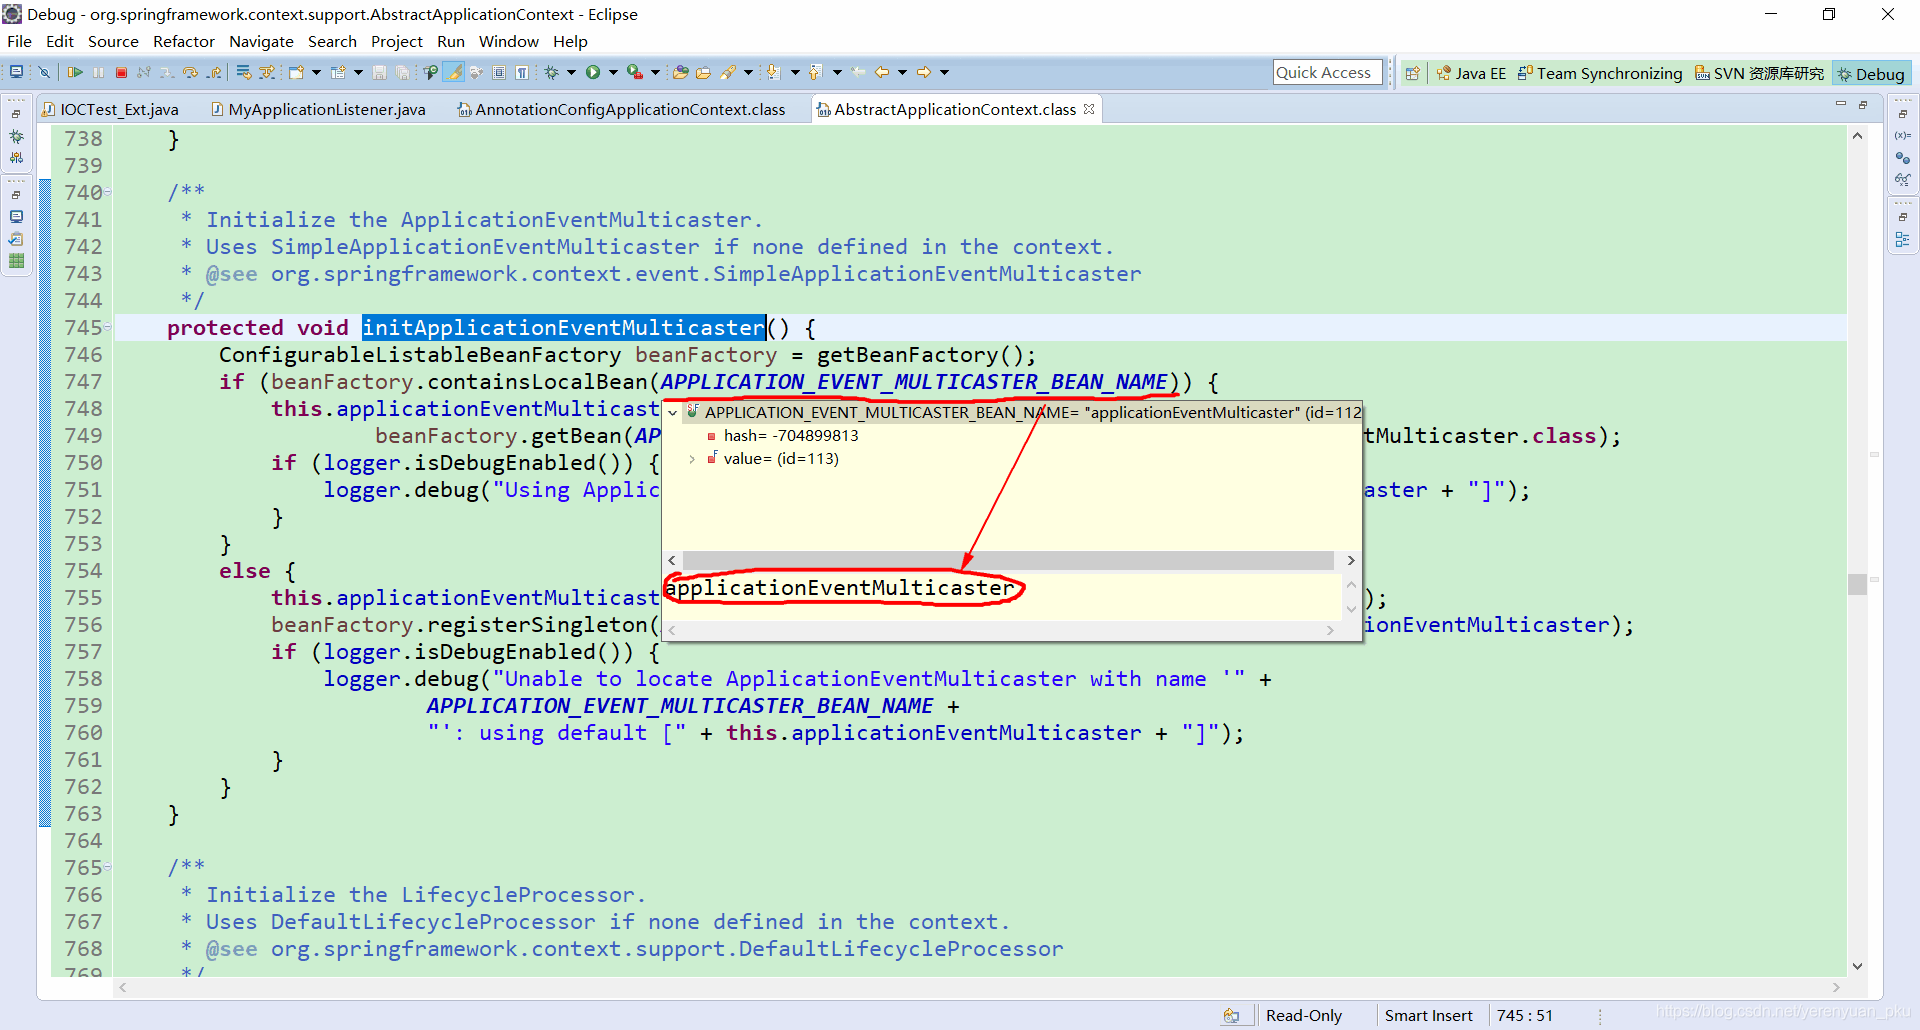 Debug - org.springframework.context.support.AbstractApplicationContext - Eclipse
File Edit Source Refactor Navigate Search Project Run Window Help
Quick Access
Java EE
Team Synchronizing
SVN 资源库研究
Debug
IOCTest_Ext.java
MyApplicationListener.java
AnnotationConfigApplicationContext.class
AbstractApplicationContext.class
738 }
739
740 /**
741 * Initialize the ApplicationEventMulticaster.
742 * Uses SimpleApplicationEventMulticaster if none defined in the context.
743 * @see org.springframework.context.event.SimpleApplicationEventMulticaster
744 */
745 protected void initApplicationEventMulticaster() {
746 ConfigurableListableBeanFactory beanFactory = getBeanFactory();
747 if (beanFactory.containsLocalBean(APPLICATION_EVENT_MULTICASTER_BEAN_NAME)) {
748 this.applicationEventMulticast
749 beanFactory.getBean(AP tMulticaster.class);
750 if (logger.isDebugEnabled()) {
751 logger.debug("Using Applic aster + "]");
752 }
753 }
754 else {
755 this.applicationEventMulticast );
756 beanFactory.registerSingleton( ionEventMulticaster);
757 if (logger.isDebugEnabled()) {
758 logger.debug("Unable to locate ApplicationEventMulticaster with name '" +
759 APPLICATION_EVENT_MULTICASTER_BEAN_NAME +
760 "': using default [" + this.applicationEventMulticaster + "]");
761 }
762 }
763 }
764
765 /**
766 * Initialize the LifecycleProcessor.
767 * Uses DefaultLifecycleProcessor if none defined in the context.
768 * @see org.springframework.context.support.DefaultLifecycleProcessor
769 */
APPLICATION_EVENT_MULTICASTER_BEAN_NAME= "applicationEventMulticaster" (id=112
hash= -704899813
value= (id=113)
applicationEventMulticaster
Read-Only
Smart Insert
745 : 51
https://blog.csdn.net/yerenyuan_pku